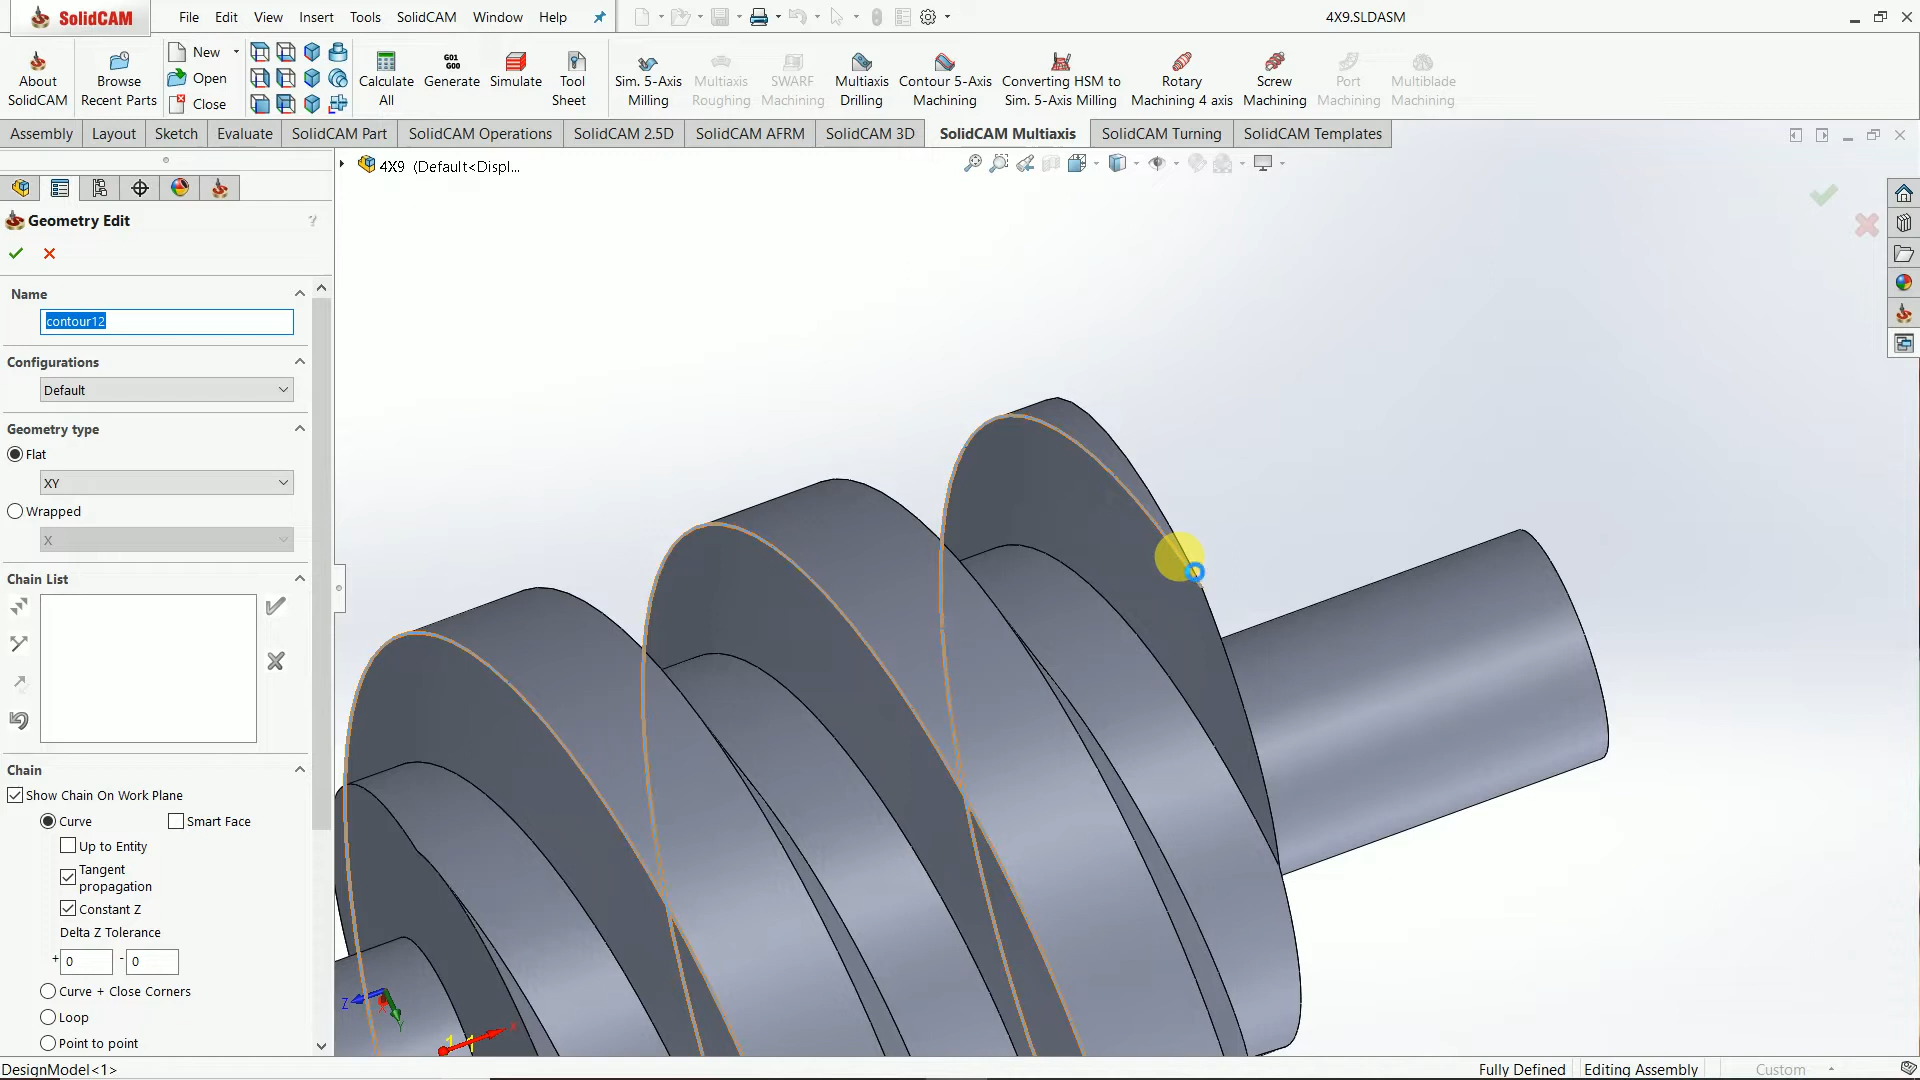 SolidCAM File Edit View Insert Tools SolidCAM Window Help 4X9.SLDASM
About SolidCAM
Browse Recent Parts
New
Open
Close
Calculate All
G01 G00
Generate
Simulate
Tool Sheet
Sim. 5-Axis Milling
Multiaxis Roughing
SWARF Machining
Multiaxis Drilling
Contour 5-Axis Machining
Converting HSM to Sim. 5-Axis Milling
Rotary Machining 4 axis
Screw Machining
Port Machining
Multiblade Machining
Assembly Layout Sketch Evaluate SolidCAM Part SolidCAM Operations SolidCAM 2.5D SolidCAM AFRM SolidCAM 3D SolidCAM Multiaxis SolidCAM Turning SolidCAM Templates
4X9 (Default<Displ...
Geometry Edit ?
Name
contour12
Configurations
Default
Geometry type
Flat
XY
Wrapped
X
Chain List
Chain
Show Chain On Work Plane
Curve Smart Face
Up to Entity
Tangent
propagation
Constant Z
Delta Z Tolerance
+ 0 - 0
Curve + Close Corners
Loop
Point to point
Z
Y
X
DesignModel<1> Fully Defined Editing Assembly Custom